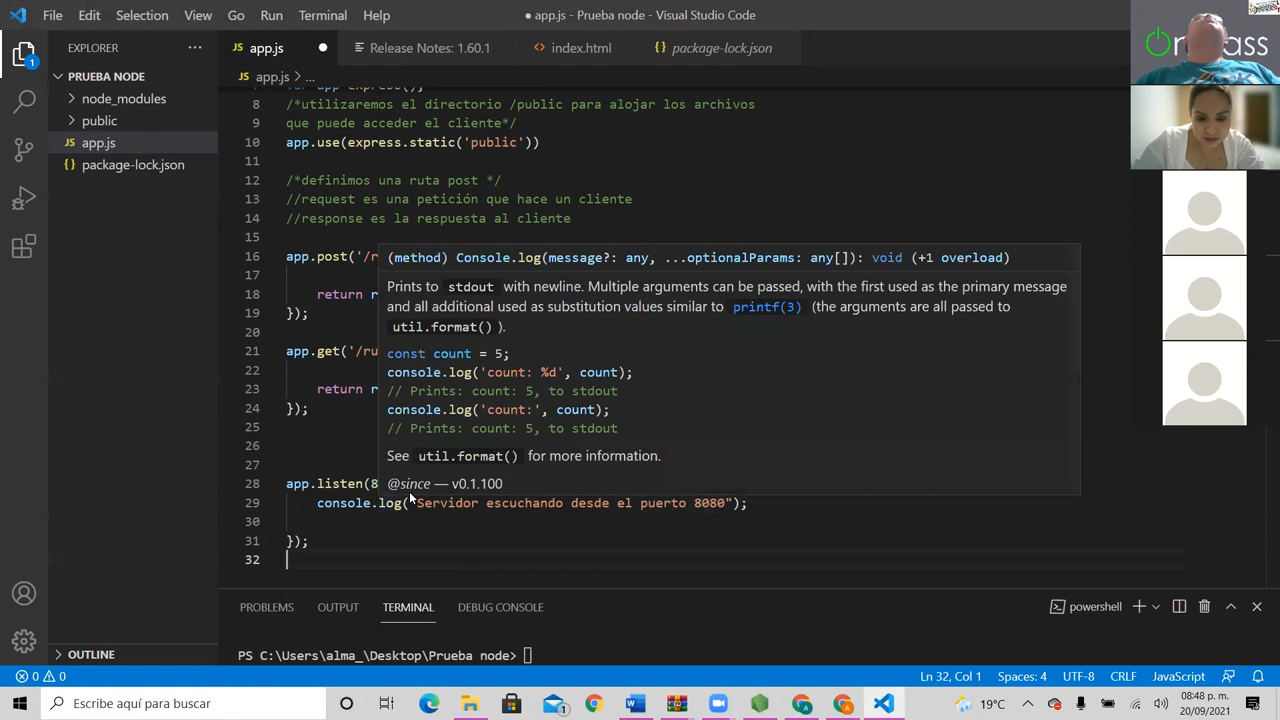 File Edit Selection View Go Run Terminal Help
● app.js - Prueba node - Visual Studio Code
EXPLORER ...
1
PRUEBA NODE
node_modules
public
JS app.js
{} package-lock.json
OUTLINE
JS app.js ● Release Notes: 1.60.1 <> index.html {} package-lock.json
JS app.js > ...
8 /*utilizaremos el directorio /public para alojar los archivos
9 que puede acceder el cliente*/
10 app.use(express.static('public'))
11
12 /*definimos una ruta post */
13 //request es una petición que hace un cliente
14 //response es la respuesta al cliente
15
16 app.post('/r
17
18 return r
19 });
20
21 app.get('/ru
22
23 return r
24 });
25
26
27
28 app.listen(8
29 console.log("Servidor escuchando desde el puerto 8080");
30
31 });
32
(method) Console.log(message?: any, ...optionalParams: any[]): void (+1 overload)
Prints to stdout with newline. Multiple arguments can be passed, with the first used as the primary message
and all additional used as substitution values similar to printf(3) (the arguments are all passed to
util.format() ).
const count = 5;
console.log('count: %d', count);
// Prints: count: 5, to stdout
console.log('count:', count);
// Prints: count: 5, to stdout
See util.format() for more information.
@since — v0.1.100
PROBLEMS OUTPUT TERMINAL DEBUG CONSOLE
powershell
PS C:\Users\alma_\Desktop\Prueba node>
0 0
Ln 32, Col 1 Spaces: 4 UTF-8 CRLF JavaScript
Escribe aquí para buscar
1
19°C
08:48 p. m.
20/09/2021